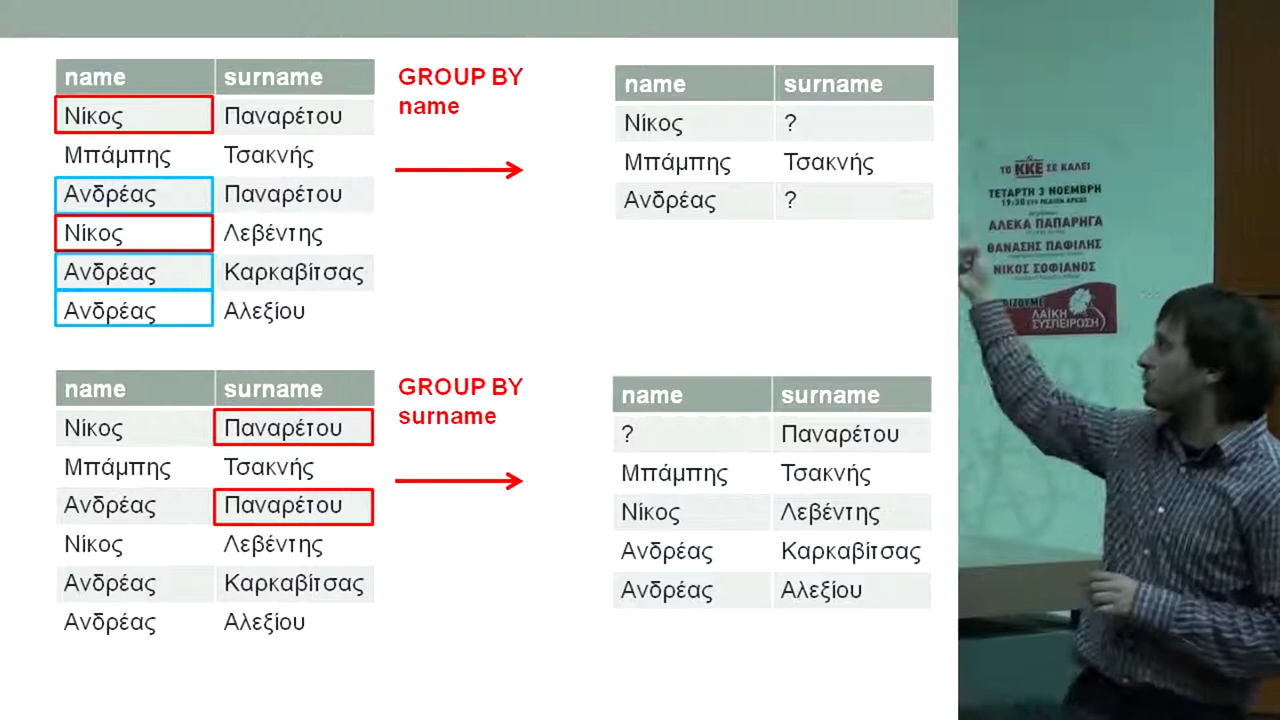 name surname
Νίκος Παναρέτου
Μπάμπης Τσακνής
Ανδρέας Παναρέτου
Νίκος Λεβέντης
Ανδρέας Καρκαβίτσας
Ανδρέας Αλεξίου
GROUP BY
name
name surname
Νίκος ?
Μπάμπης Τσακνής
Ανδρέας ?
name surname
Νίκος Παναρέτου
Μπάμπης Τσακνής
Ανδρέας Παναρέτου
Νίκος Λεβέντης
Ανδρέας Καρκαβίτσας
Ανδρέας Αλεξίου
GROUP BY
surname
name surname
? Παναρέτου
Μπάμπης Τσακνής
Νίκος Λεβέντης
Ανδρέας Καρκαβίτσας
Ανδρέας Αλεξίου
ΤΟ ΚΚΕ ΣΕ ΚΑΛΕΙ
ΤΕΤΑΡΤΗ 3 ΝΟΕΜΒΡΗ
19:30
ΑΛΕΚΑ ΠΑΠΑΡΗΓΑ
ΘΑΝΑΣΗΣ ΠΑΦΙΛΗΣ
ΝΙΚΟΣ ΣΟΦΙΑΝΟΣ
ΛΑΪΚΗ
ΣΥΣΠΕΙΡΩΣΗ